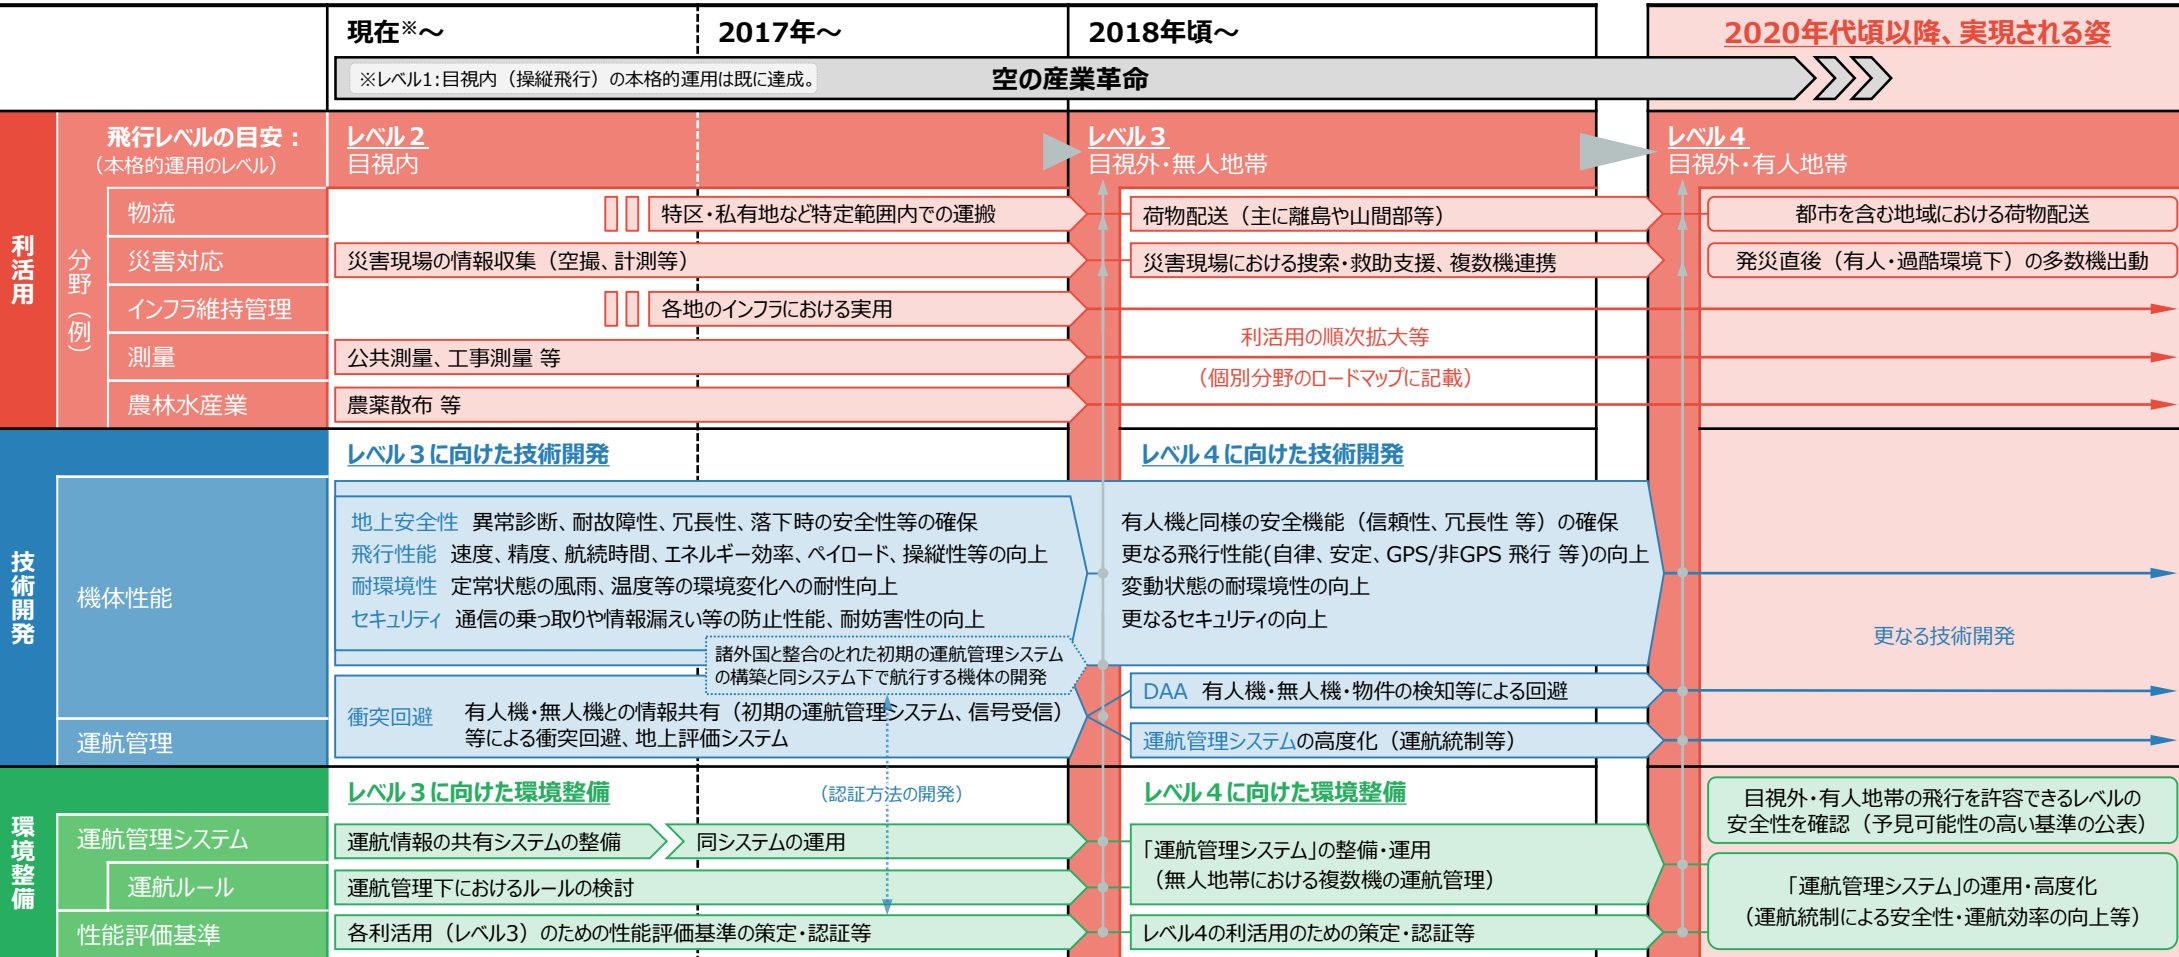 現在※～
2017年～
2018年頃～
2020年代頃以降、実現される姿
※レベル1:目視内（操縦飛行）の本格的運用は既に達成。
空の産業革命
利活用
飛行レベルの目安：
（本格的運用のレベル）
レベル２
目視内
レベル３
目視外・無人地帯
レベル４
目視外・有人地帯
分野（例）
物流
特区・私有地など特定範囲内での運搬
荷物配送（主に離島や山間部等）
都市を含む地域における荷物配送
災害対応
災害現場の情報収集（空撮、計測等）
災害現場における捜索・救助支援、複数機連携
発災直後（有人・過酷環境下）の多数機出動
インフラ維持管理
各地のインフラにおける実用
利活用の順次拡大等
測量
公共測量、工事測量 等
（個別分野のロードマップに記載）
農林水産業
農薬散布 等
技術開発
レベル３に向けた技術開発
レベル４に向けた技術開発
機体性能
地上安全性 異常診断、耐故障性、冗長性、落下時の安全性等の確保
飛行性能 速度、精度、航続時間、エネルギー効率、ペイロード、操縦性等の向上
耐環境性 定常状態の風雨、温度等の環境変化への耐性向上
セキュリティ 通信の乗っ取りや情報漏えい等の防止性能、耐妨害性の向上
有人機と同様の安全機能（信頼性、冗長性 等）の確保
更なる飛行性能(自律、安定、GPS/非GPS 飛行 等)の向上
変動状態の耐環境性の向上
更なるセキュリティの向上
更なる技術開発
諸外国と整合のとれた初期の運航管理システム
の構築と同システム下で航行する機体の開発
運航管理
衝突回避 有人機・無人機との情報共有（初期の運航管理システム、信号受信）
等による衝突回避、地上評価システム
DAA 有人機・無人機・物件の検知等による回避
運航管理システムの高度化（運航統制等）
環境整備
レベル３に向けた環境整備
（認証方法の開発）
レベル４に向けた環境整備
目視外・有人地帯の飛行を許容できるレベルの
安全性を確認（予見可能性の高い基準の公表）
運航管理システム
運航情報の共有システムの整備
同システムの運用
「運航管理システム」の整備・運用
（無人地帯における複数機の運航管理）
運航ルール
運航管理下におけるルールの検討
「運航管理システム」の運用・高度化
（運航統制による安全性・運航効率の向上等）
性能評価基準
各利活用（レベル3）のための性能評価基準の策定・認証等
レベル4の利活用のための策定・認証等